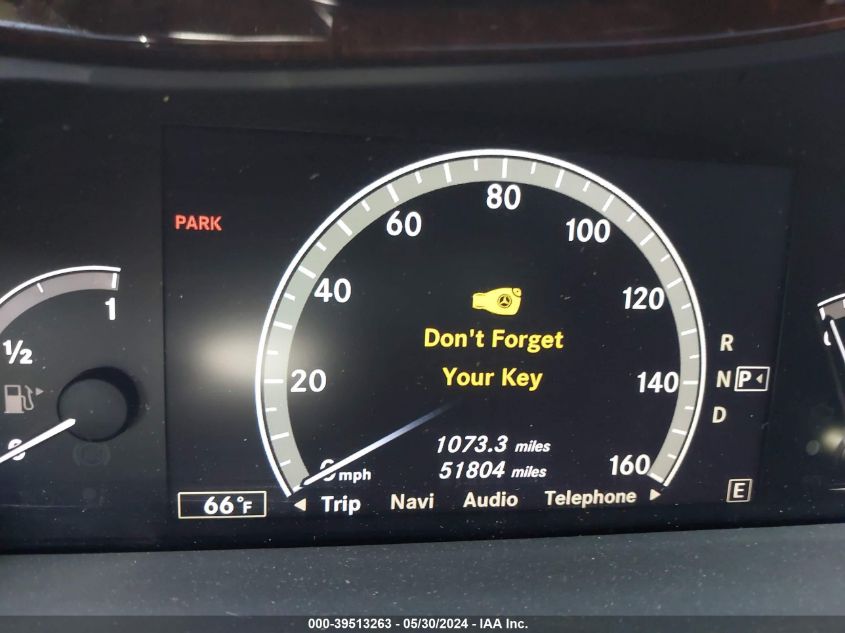 80
60
100
PARK
40
120
1
Don't Forget
½
R
Your Key
20
140
N
P
D
1073.3 miles
51804 miles
160
0 mph
66°F
Trip Navi Audio Telephone
E
000-39513263 - 05/30/2024 - IAA Inc.